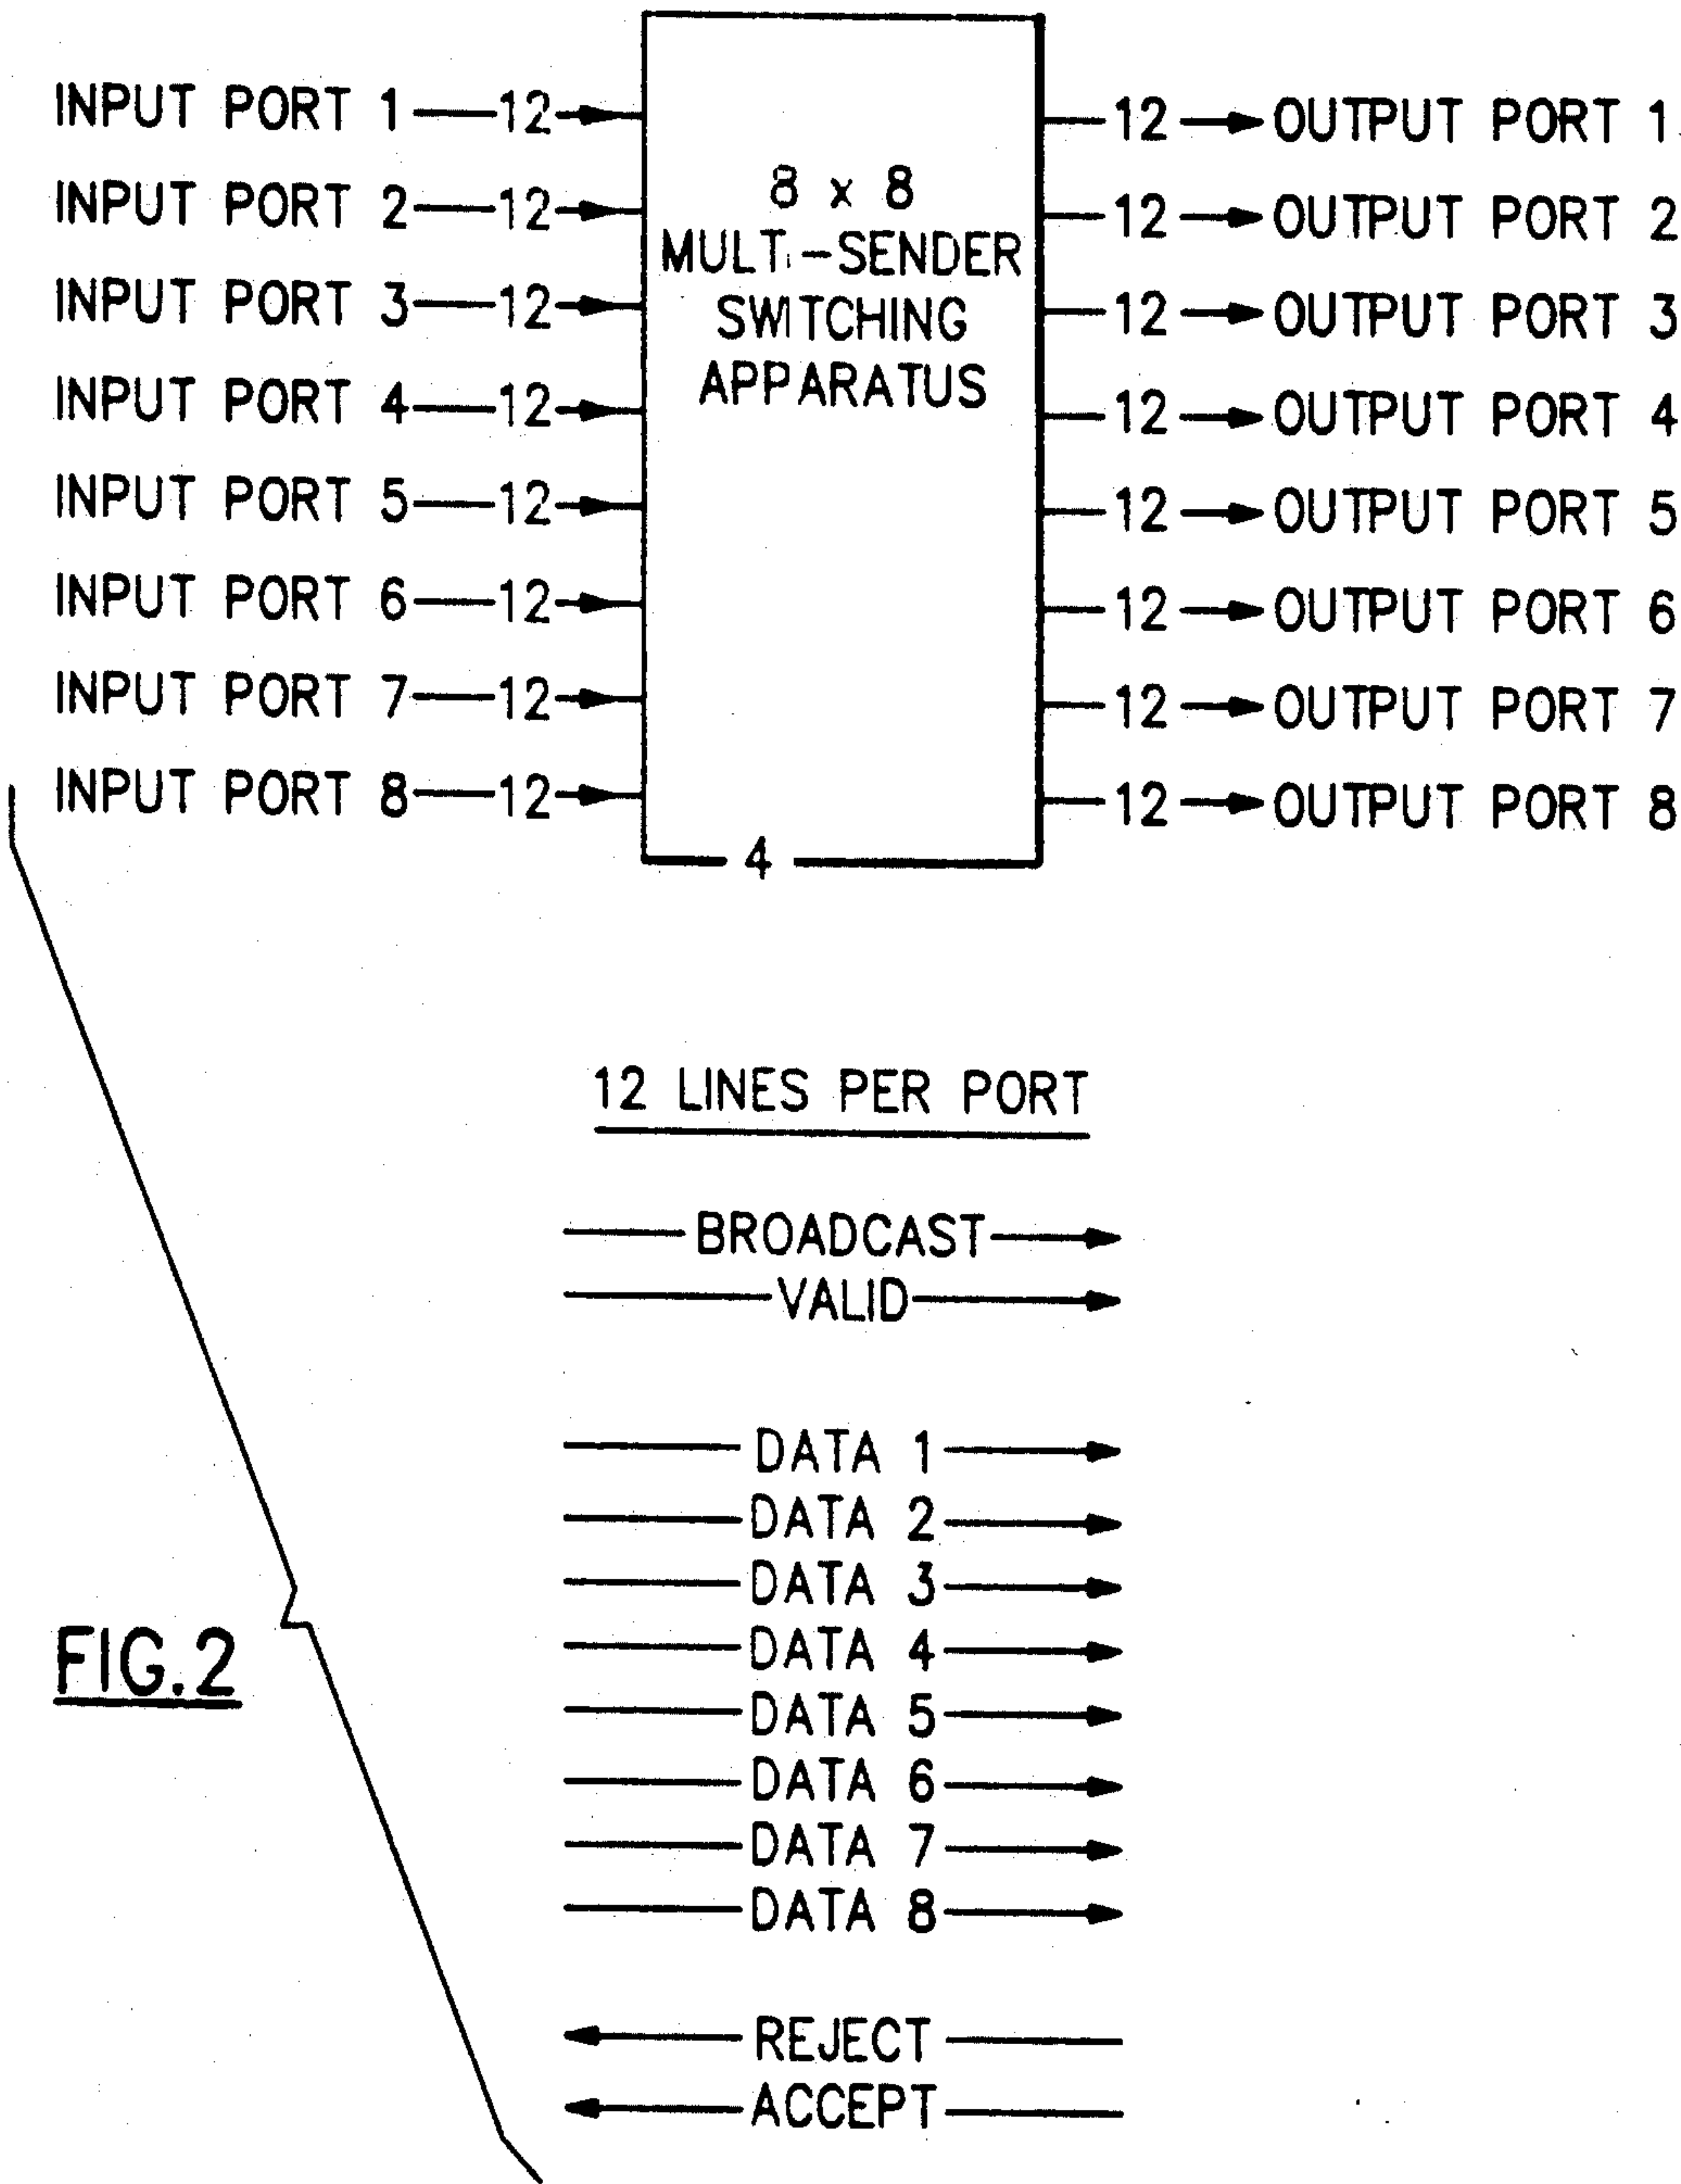 INPUT PORT 1 12
INPUT PORT 2 12
INPUT PORT 3 12
INPUT PORT 4 12
INPUT PORT 5 12
INPUT PORT 6 12
INPUT PORT 7 12
INPUT PORT 8 12
8 x 8
MULTI-SENDER
SWITCHING
APPARATUS
4
12 OUTPUT PORT 1
12 OUTPUT PORT 2
12 OUTPUT PORT 3
12 OUTPUT PORT 4
12 OUTPUT PORT 5
12 OUTPUT PORT 6
12 OUTPUT PORT 7
12 OUTPUT PORT 8
12 LINES PER PORT
BROADCAST
VALID
DATA 1
DATA 2
DATA 3
DATA 4
DATA 5
DATA 6
DATA 7
DATA 8
REJECT
ACCEPT
FIG.2